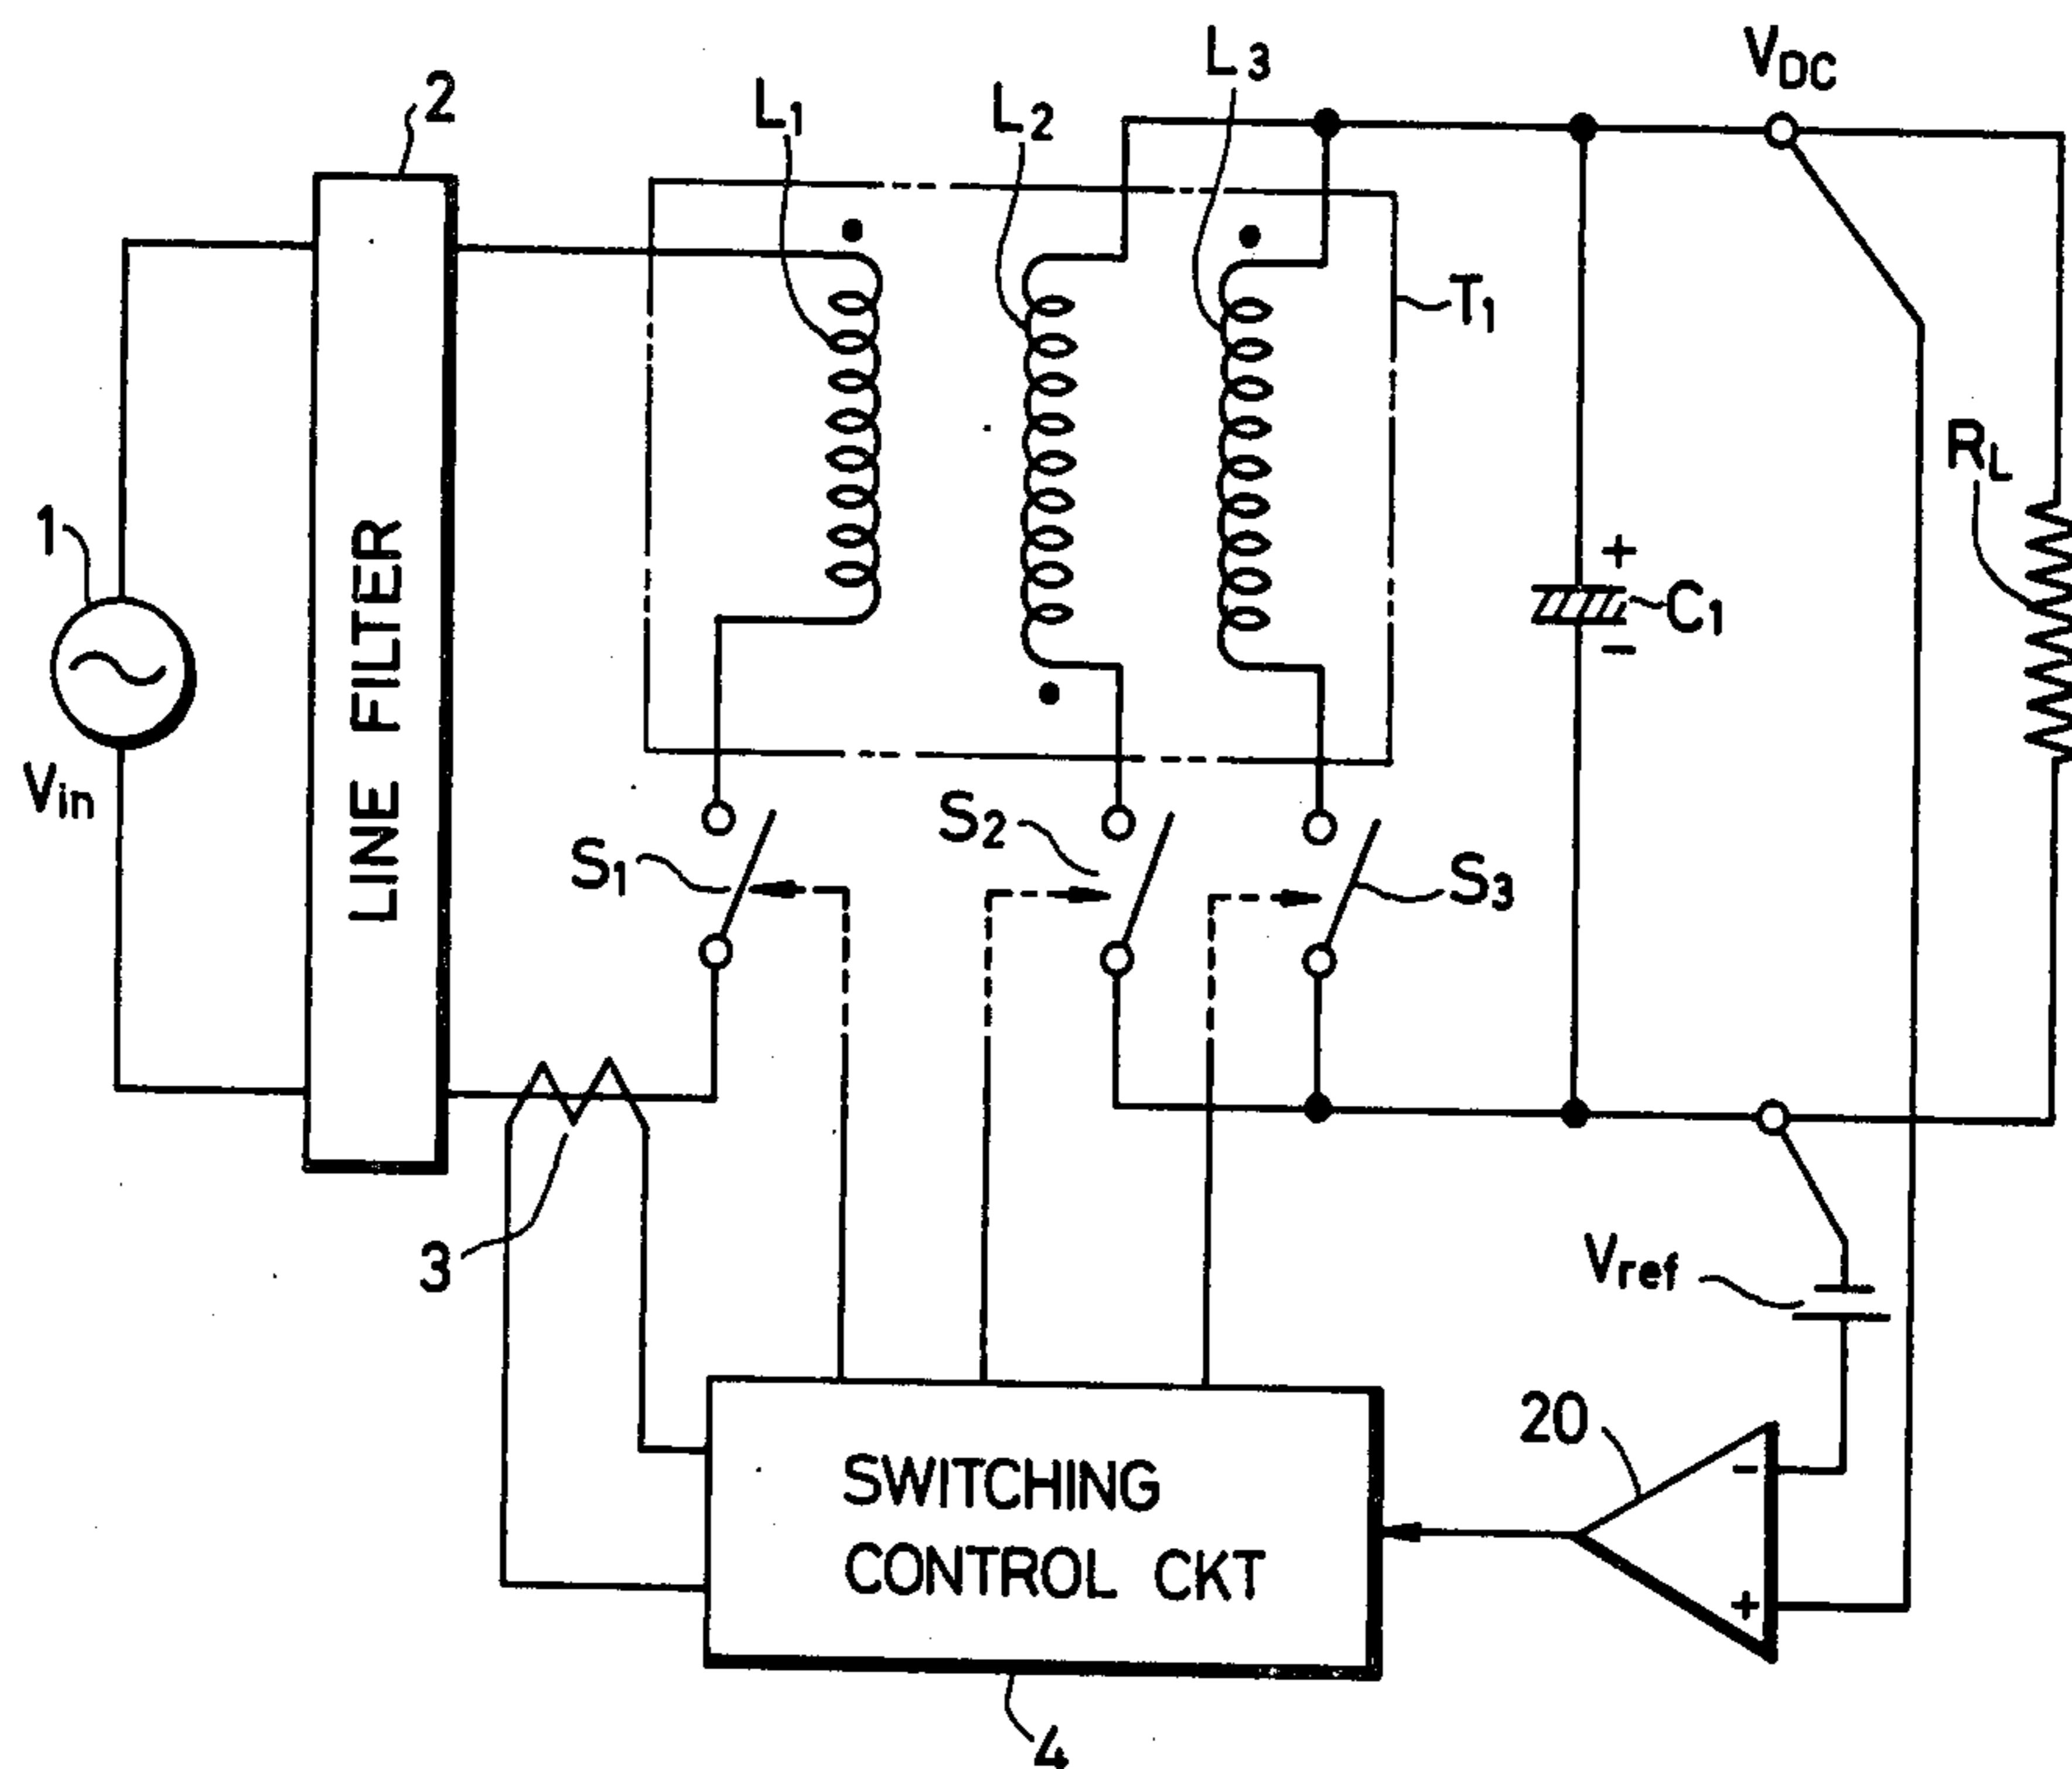 L3
VDC
2
L1
L2
T1
RL
1
LINE FILTER
+
C1
-
Vin
S2
S1
S3
3
Vref
20
-
SWITCHING
CONTROL CKT
+
4